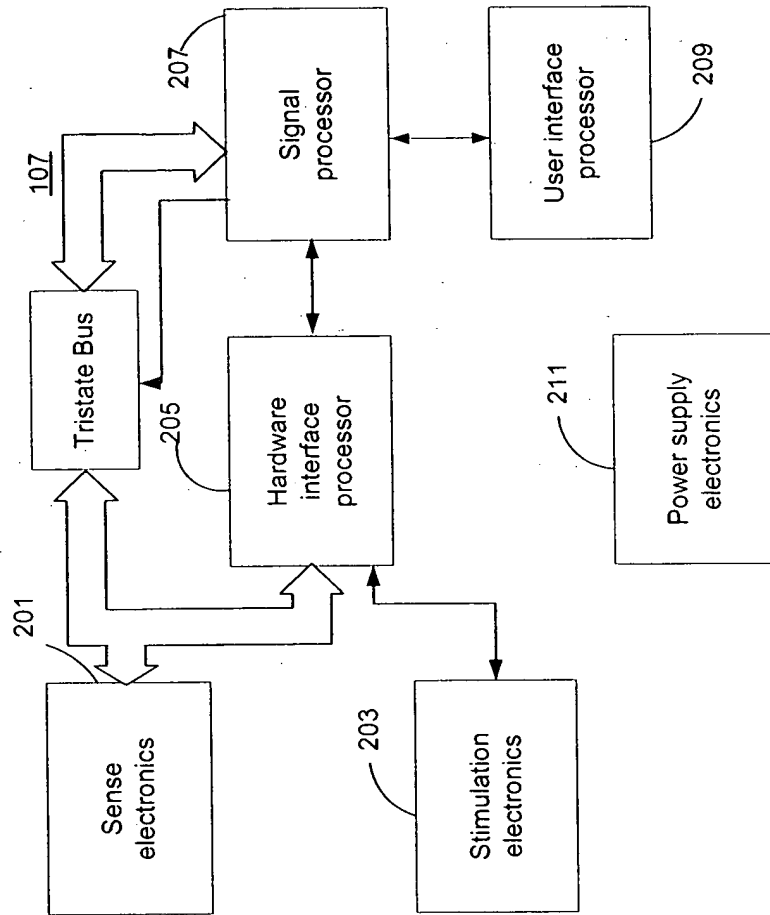 107
201
Sense
electronics
Tristate Bus
207
Signal
processor
205
Hardware
interface
processor
203
Stimulation
electronics
User interface
processor
209
211
Power supply
electronics